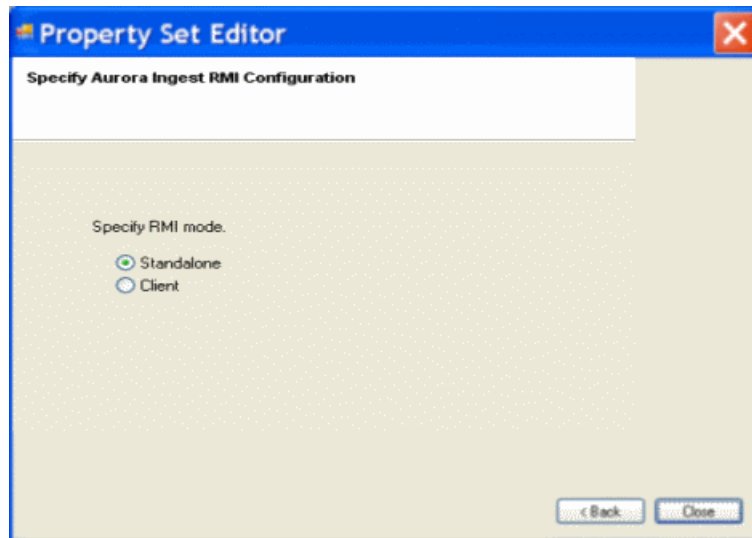 Property Set Editor
Specify Aurora Ingest RMI Configuration
Specify RMI mode.
Standalone
Client
< Back
Close